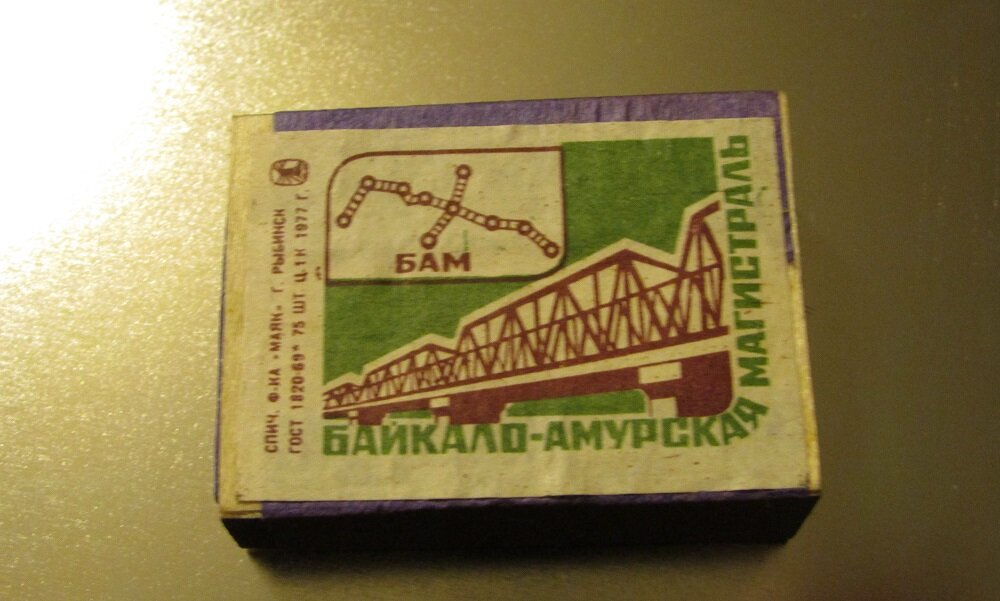 СПИЧ. Ф-КА «МАЯК» Г. РЫБИНСК
ГОСТ 1820-69* 75 ШТ Ц-1К 1977 Г.
БАМ
БАЙКАЛО-АМУРСКАЯ МАГИСТРАЛЬ